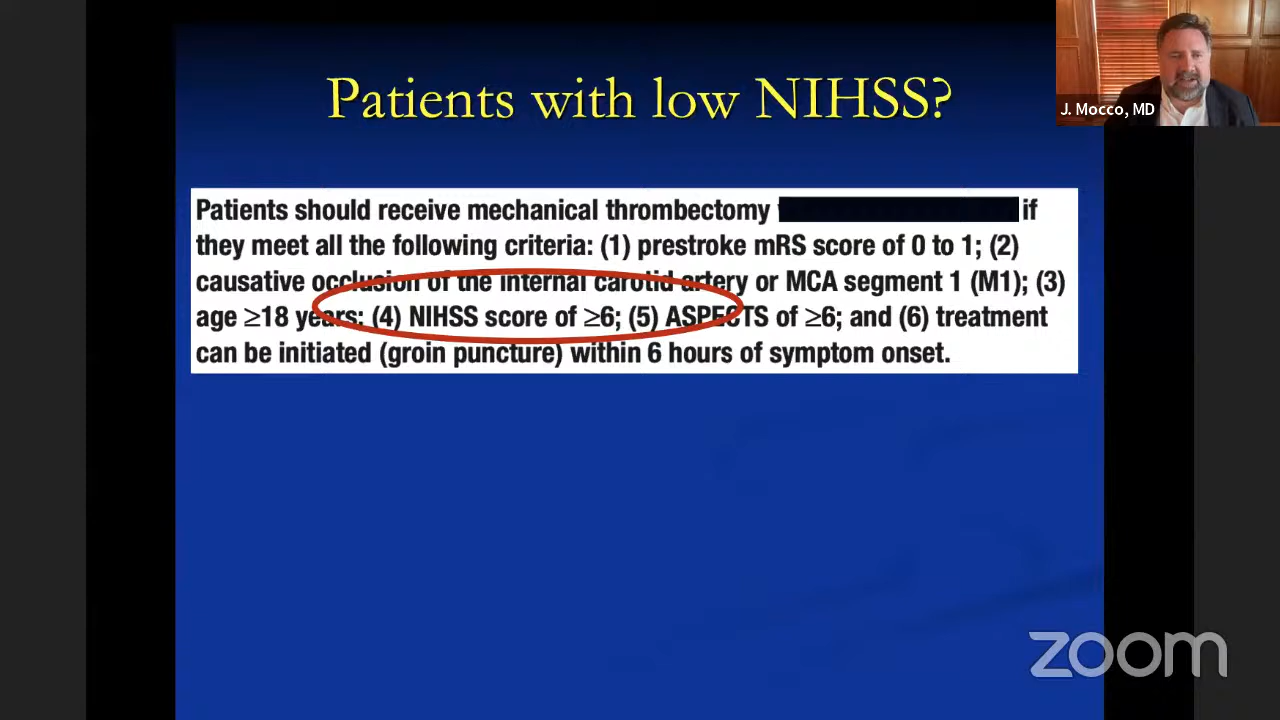 Patients with low NIHSS?
J. Mocco, MD
Patients should receive mechanical thrombectomy if
they meet all the following criteria: (1) prestroke mRS score of 0 to 1; (2)
causative occlusion of the internal carotid artery or MCA segment 1 (M1); (3)
age ≥18 years; (4) NIHSS score of ≥6; (5) ASPECTS of ≥6; and (6) treatment
can be initiated (groin puncture) within 6 hours of symptom onset.
zoom